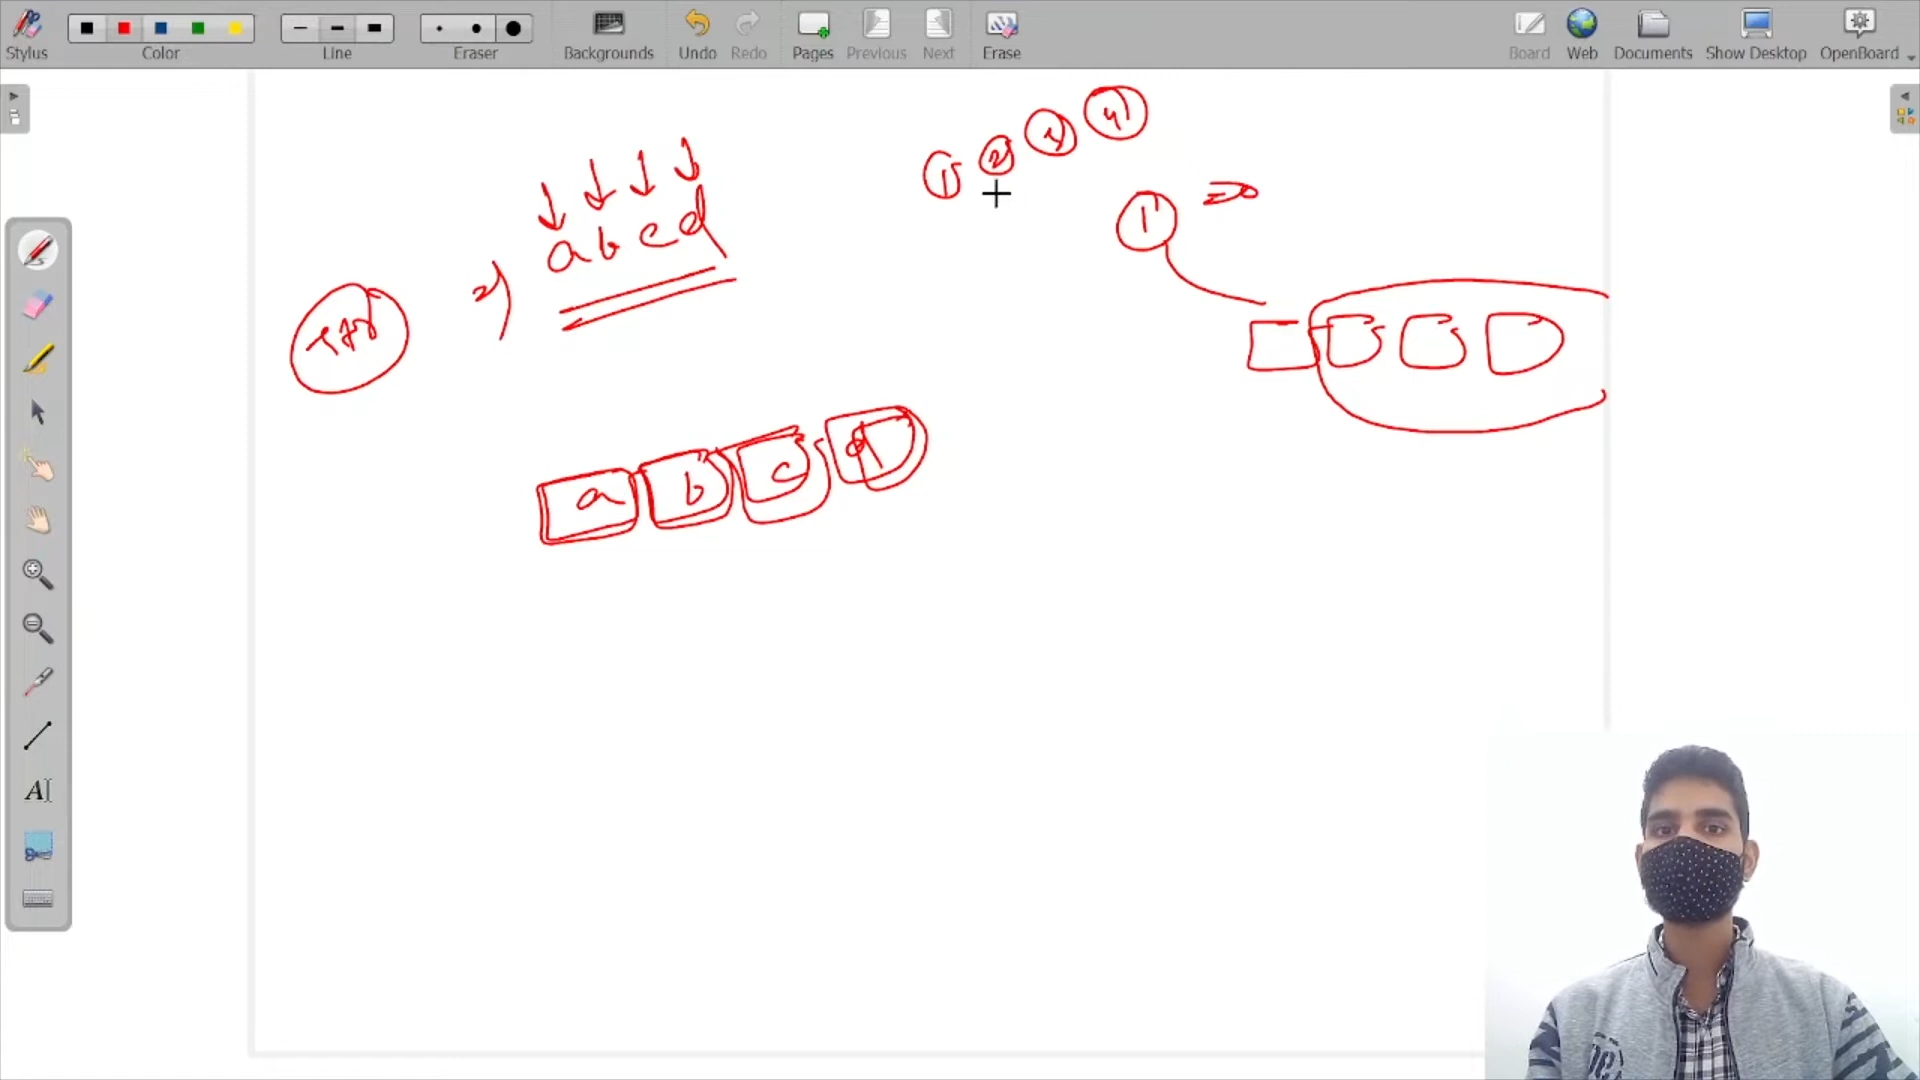 Stylus Color Line Eraser Backgrounds Undo Redo Pages Previous Next Erase Board Web Documents Show Desktop OpenBoard
1 2 3 4
1
2) abcd
a b c d
A